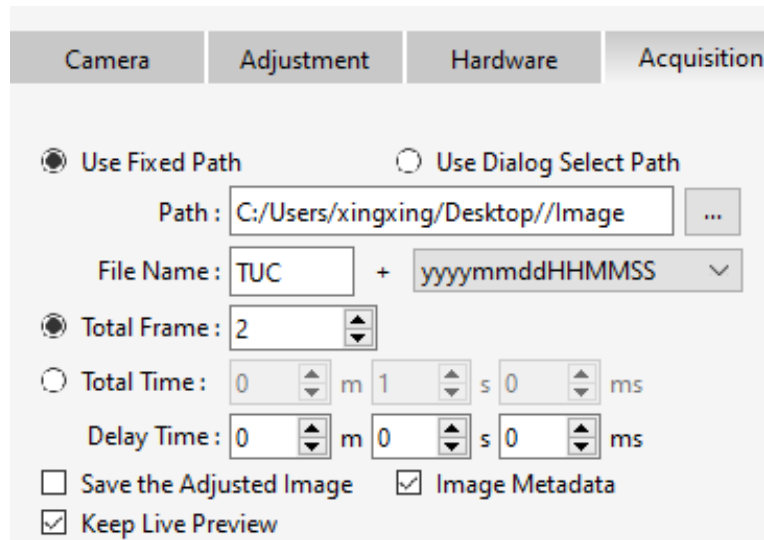 Camera Adjustment Hardware Acquisition
Use Fixed Path Use Dialog Select Path
Path : C:/Users/xingxing/Desktop//Image ...
File Name : TUC + yyyymmddHHMMSS
Total Frame : 2
Total Time : 0 m 1 s 0 ms
Delay Time : 0 m 0 s 0 ms
Save the Adjusted Image Image Metadata
Keep Live Preview